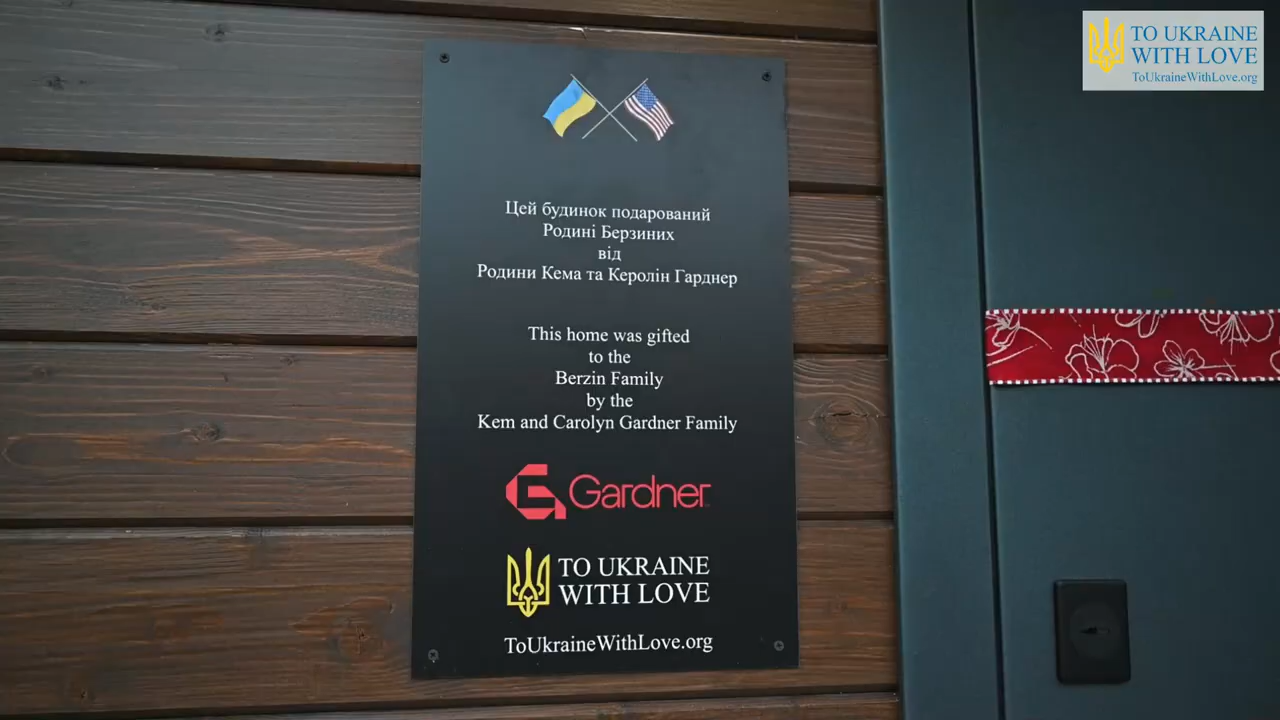 TO UKRAINE
WITH LOVE
ToUkraineWithLove.org
Цей будинок подарований
Родині Берзиних
від
Родини Кема та Керолін Гарднер
This home was gifted
to the
Berzin Family
by the
Kem and Carolyn Gardner Family
Gardner
TO UKRAINE
WITH LOVE
ToUkraineWithLove.org